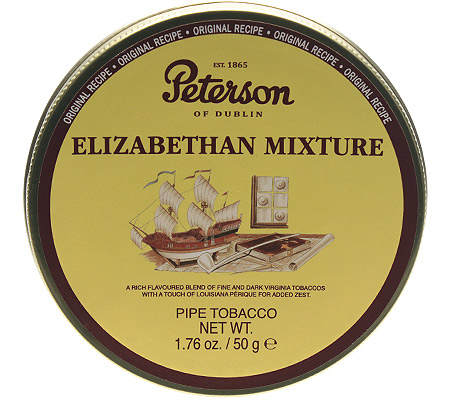 ORIGINAL RECIPE • ORIGINAL RECIPE • ORIGINAL RECIPE • ORIGINAL RECIPE • ORIGINAL RECIPE
EST. 1865
Peterson
OF DUBLIN
ELIZABETHAN MIXTURE
A RICH FLAVOURED BLEND OF FINE AND DARK VIRGINIA TOBACCOS
WITH A TOUCH OF LOUISIANA PÉRIQUE FOR ADDED ZEST.
PIPE TOBACCO
NET WT.
1.76 oz. / 50 g ℮